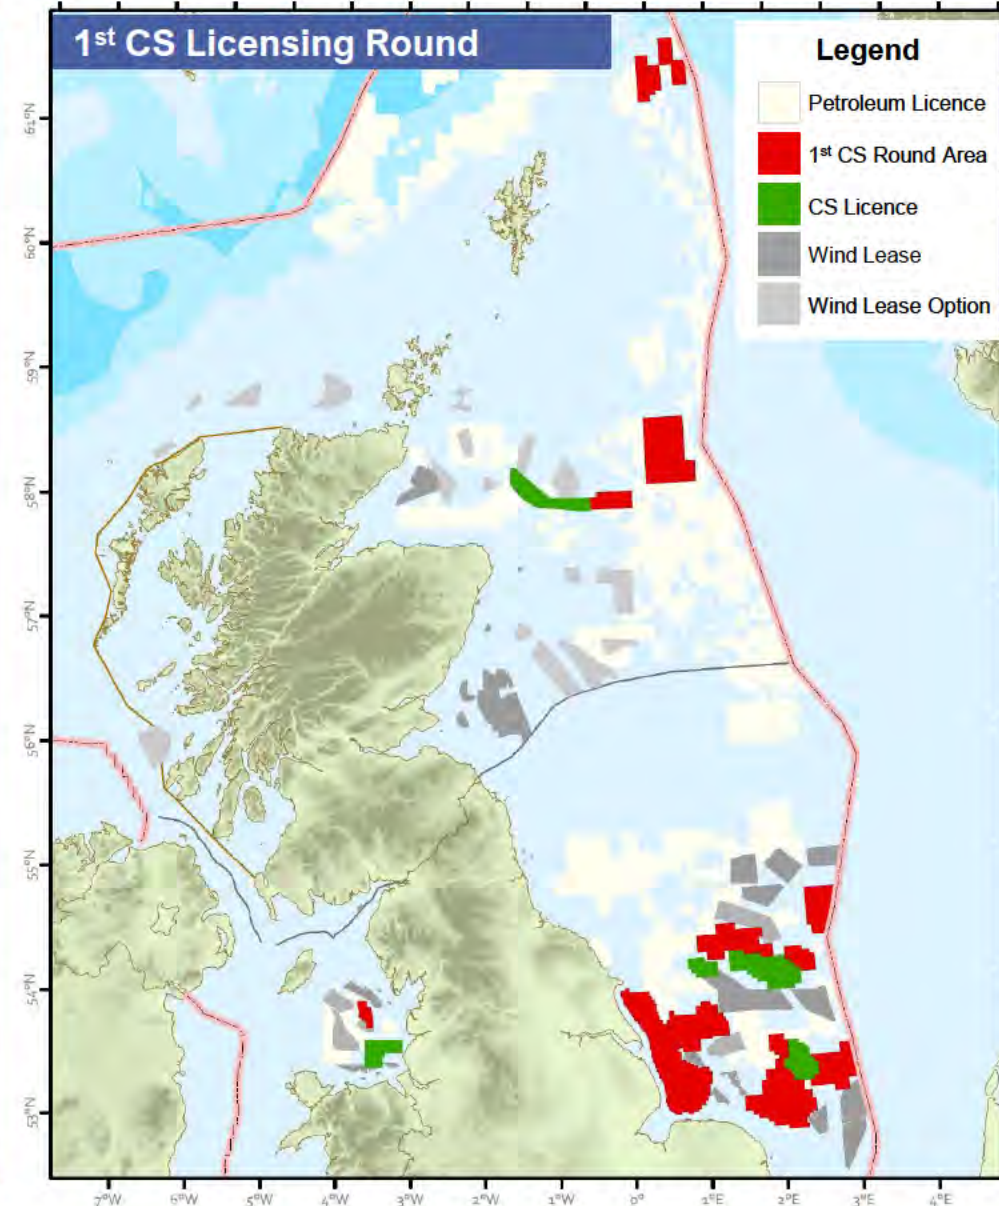 1st CS Licensing Round
Legend
Petroleum Licence
1st CS Round Area
CS Licence
Wind Lease
Wind Lease Option
61°N
60°N
59°N
58°N
57°N
56°N
55°N
54°N
53°N
7°W 6°W 5°W 4°W 3°W 2°W 1°W 0° 1°E 2°E 3°E 4°E